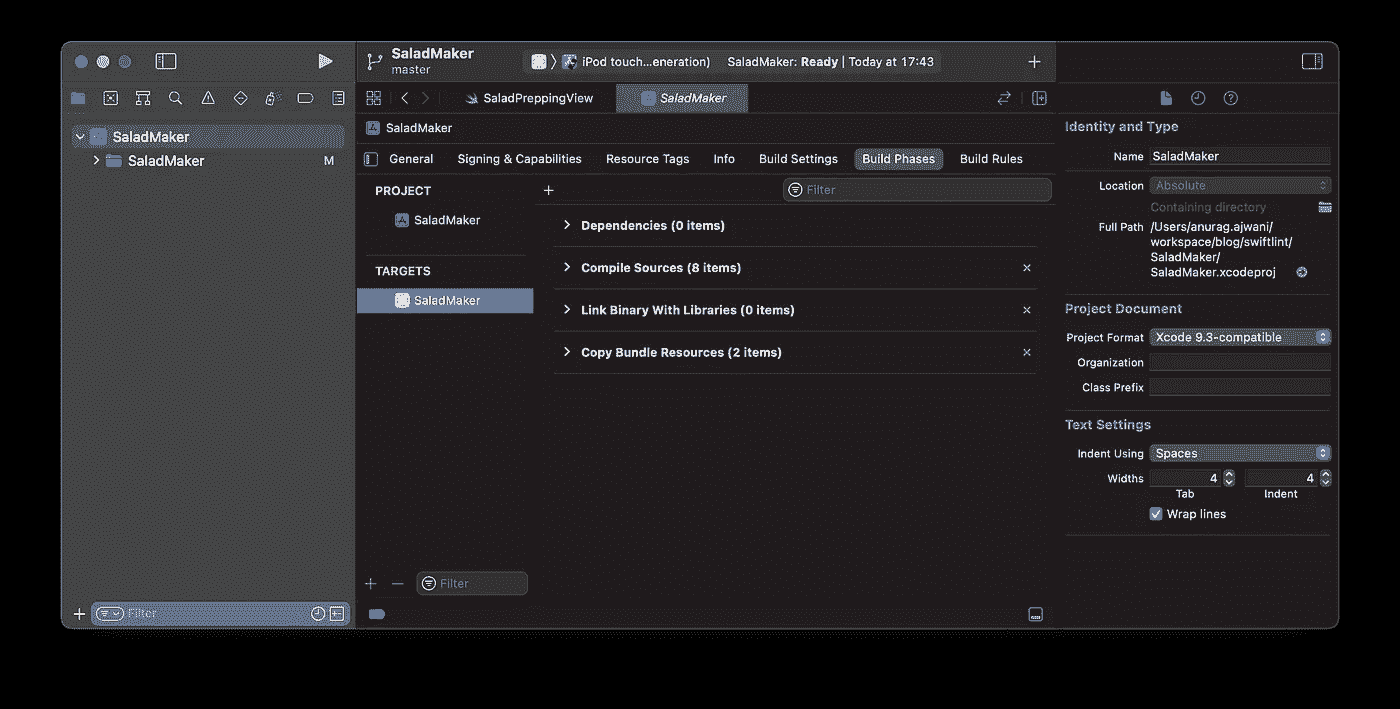 SaladMaker
master
iPod touch...eneration)
SaladMaker: Ready | Today at 17:43
SaladPreppingView
SaladMaker
SaladMaker
SaladMaker
M
SaladMaker
General
Signing & Capabilities
Resource Tags
Info
Build Settings
Build Phases
Build Rules
PROJECT
SaladMaker
TARGETS
SaladMaker
Filter
Filter
Dependencies (0 items)
Compile Sources (8 items)
Link Binary With Libraries (0 items)
Copy Bundle Resources (2 items)
Filter
Identity and Type
Name SaladMaker
Location Absolute
Containing directory
Full Path /Users/anurag.ajwani/
workspace/blog/swiftlint/
SaladMaker/
SaladMaker.xcodeproj
Project Document
Project Format Xcode 9.3-compatible
Organization
Class Prefix
Text Settings
Indent Using Spaces
Widths 4 4
Tab Indent
Wrap lines